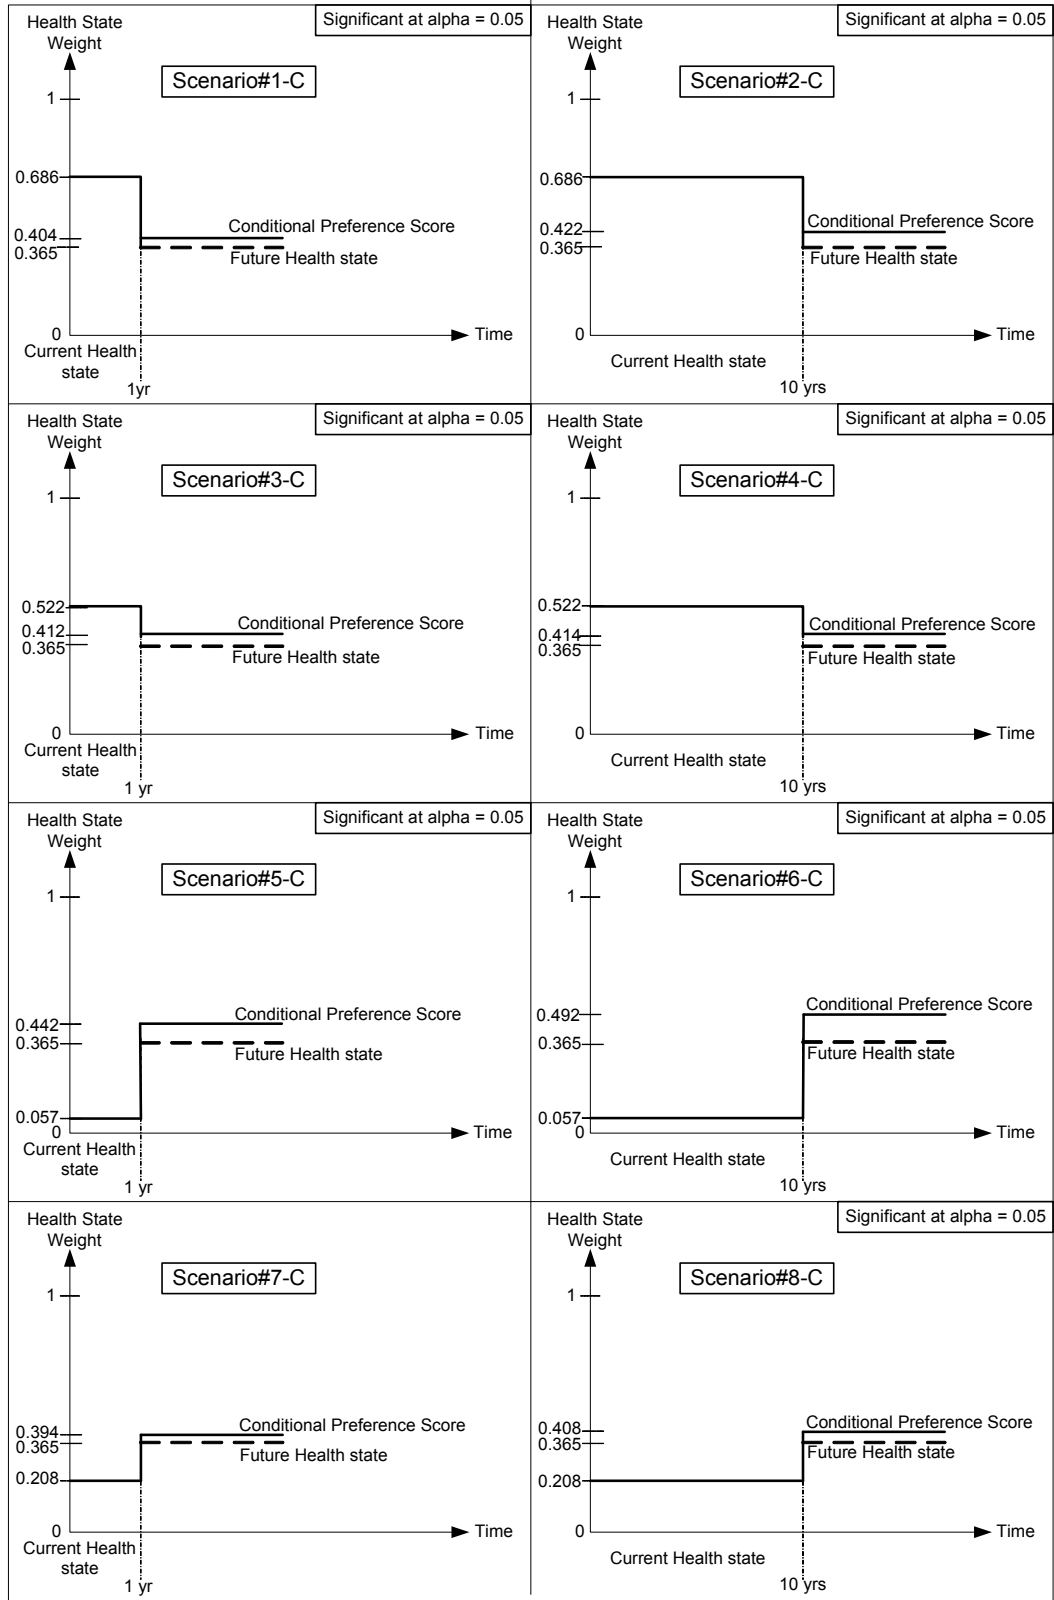 Health State
Weight
Significant at alpha = 0.05
Scenario#1-C
1
0.686
0.404
0.365
Conditional Preference Score
Future Health state
0
Time
Current Health
state
1yr
Health State
Weight
Significant at alpha = 0.05
Scenario#2-C
1
0.686
0.422
0.365
Conditional Preference Score
Future Health state
0
Time
Current Health state
10 yrs
Health State
Weight
Significant at alpha = 0.05
Scenario#3-C
1
0.522
0.412
0.365
Conditional Preference Score
Future Health state
0
Time
Current Health
state
1 yr
Health State
Weight
Significant at alpha = 0.05
Scenario#4-C
1
0.522
0.414
0.365
Conditional Preference Score
Future Health state
0
Time
Current Health state
10 yrs
Health State
Weight
Significant at alpha = 0.05
Scenario#5-C
1
0.442
0.365
Conditional Preference Score
Future Health state
0.057
0
Time
Current Health
state
1 yr
Health State
Weight
Significant at alpha = 0.05
Scenario#6-C
1
0.492
0.365
Conditional Preference Score
Future Health state
0.057
0
Time
Current Health state
10 yrs
Health State
Weight
Scenario#7-C
1
0.394
0.365
Conditional Preference Score
Future Health state
0.208
0
Time
Current Health
state
1 yr
Health State
Weight
Significant at alpha = 0.05
Scenario#8-C
1
0.408
0.365
Conditional Preference Score
Future Health state
0.208
0
Time
Current Health state
10 yrs